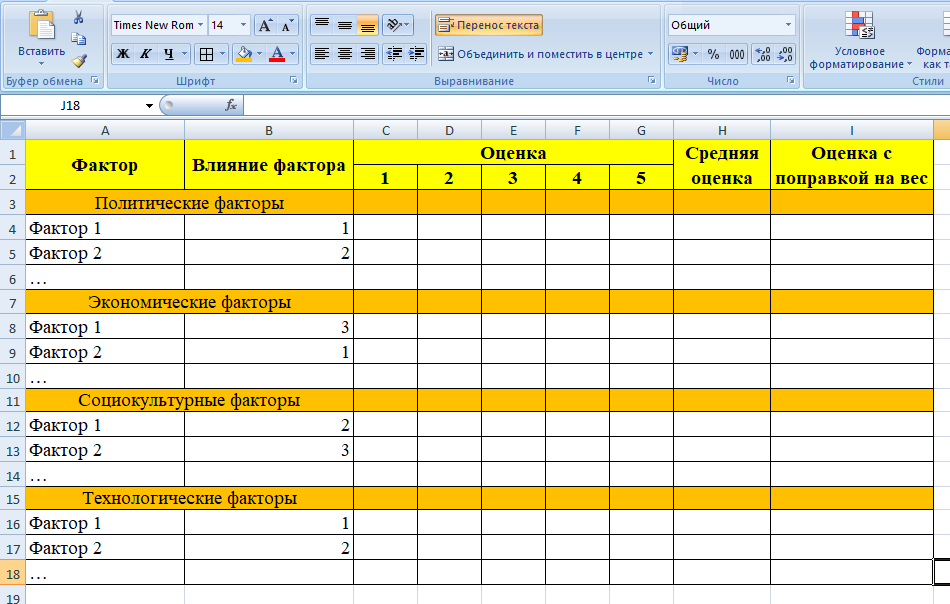 Times New Rom 14
Перенос текста
Общий
Вставить
Ж К Ч
Объединить и поместить в центре
% 000
Условное форматирование
Форма
как т
Буфер обмена
Шрифт
Выравнивание
Число
Стили
J18
fx
A B C D E F G H I
1 Фактор Влияние фактора Оценка Средняя оценка Оценка с поправкой на вес
2 1 2 3 4 5
3 Политические факторы
4 Фактор 1 1
5 Фактор 2 2
6 …
7 Экономические факторы
8 Фактор 1 3
9 Фактор 2 1
10 …
11 Социокультурные факторы
12 Фактор 1 2
13 Фактор 2 3
14 …
15 Технологические факторы
16 Фактор 1 1
17 Фактор 2 2
18 …
19